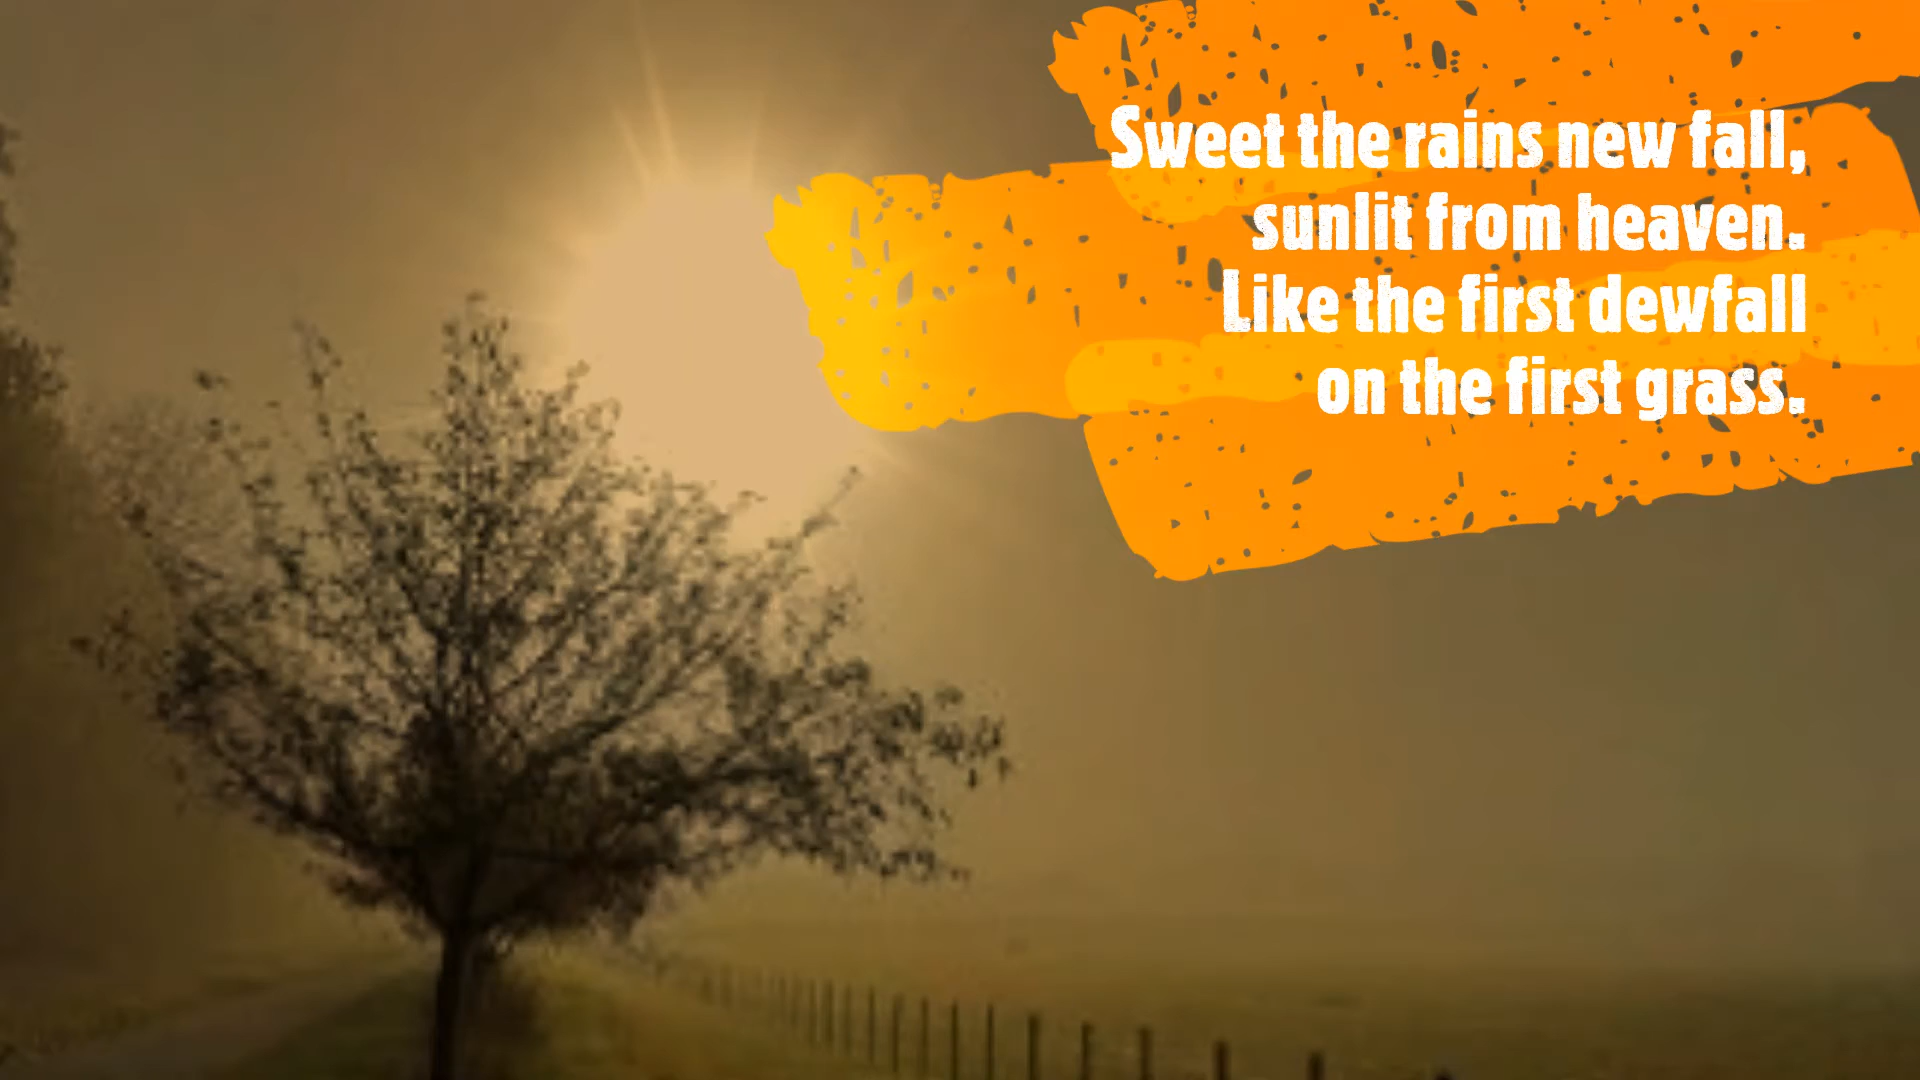 Sweet the rains new fall,
sunlit from heaven.
Like the first dewfall
on the first grass.